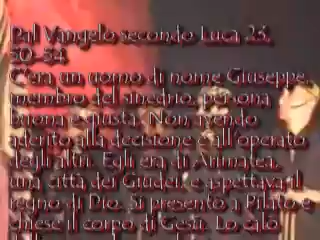 Dal Vangelo secondo Luca 23,
50-54
C'era un uomo di nome Giuseppe,
membro del sinedrio, persona
buona e giusta. Non avendo
aderito alla decisione e all'operato
degli altri. Egli era di Arimatea,
una città dei Giudei, e aspettava il
regno di Dio. Si presentò a Pilato e
chiese il corpo di Gesù. Lo calò